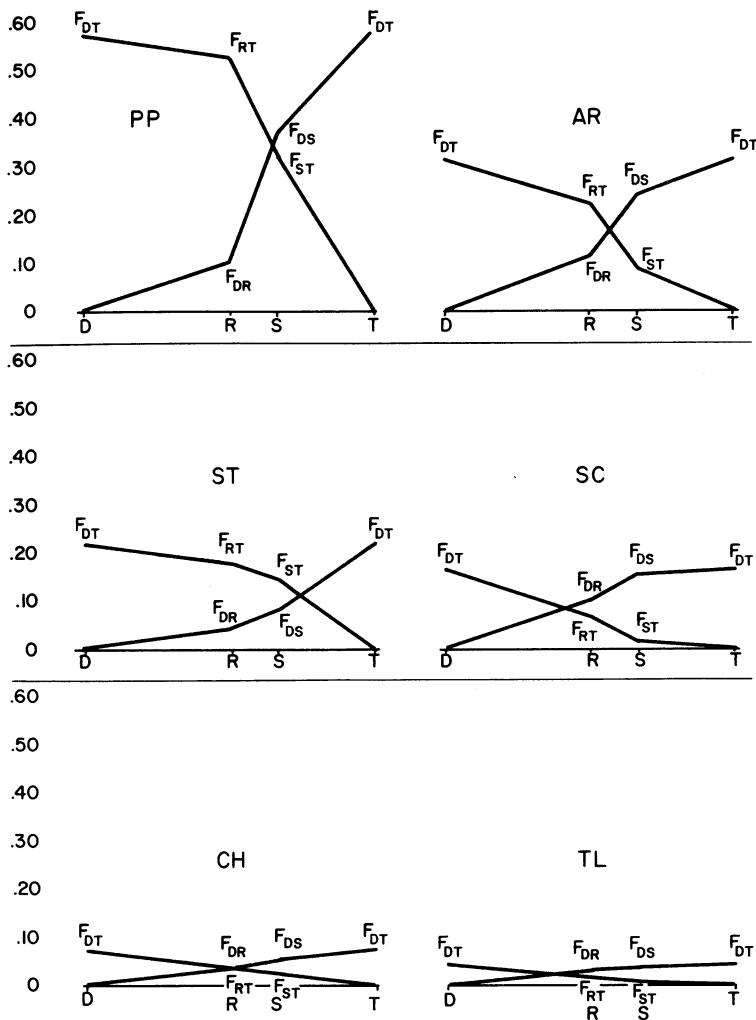 .60
F_DT F_RT F_DT
.50
PP AR
.40
F_DS F_DT F_DT
.30
F_ST F_RT F_DS
.20
.10
F_DR F_DR F_ST
0
D R S T D R S T
.60
.50
.40
ST SC
.30
F_DT F_DT
.20
F_RT F_ST F_DT F_DS F_DT
F_DR
.10
F_DR F_DS F_RT F_ST
0
D R S T D R S T
.60
.50
.40
.30
CH TL
.20
.10
F_DT F_DR F_DS F_DT F_DT F_DR F_DS F_DT
0
F_RT F_ST F_RT F_ST
D R S T D R S T